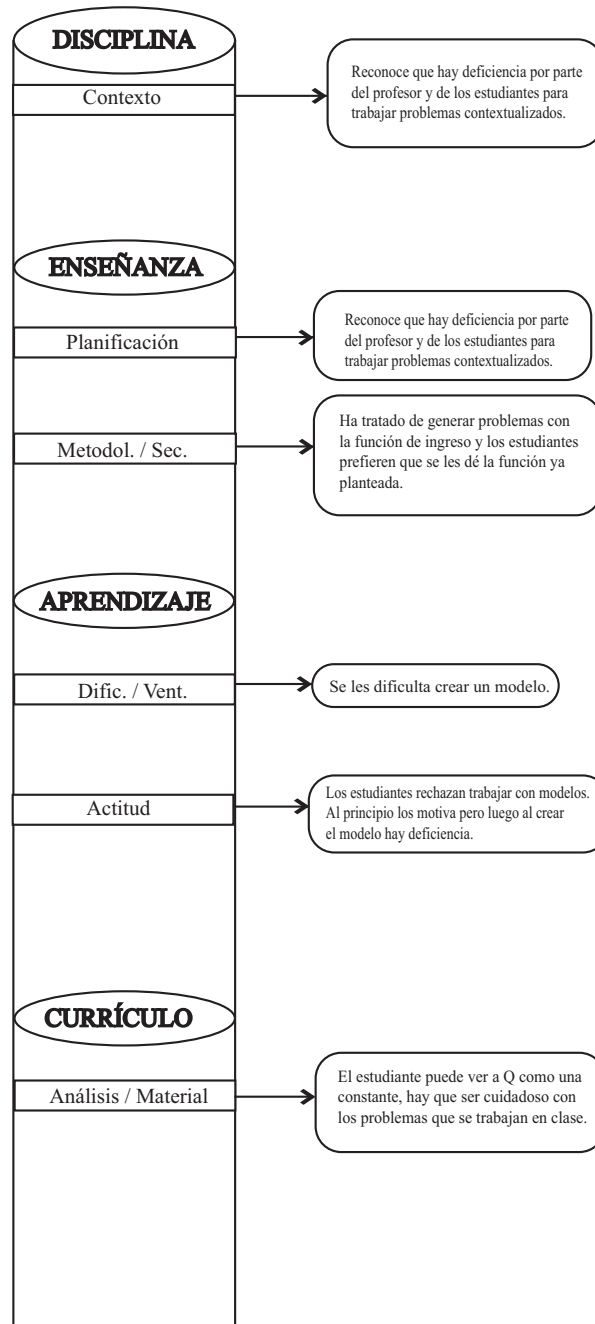 DISCIPLINA
Contexto
Reconoce que hay deficiencia por parte
del profesor y de los estudiantes para
trabajar problemas contextualizados.
ENSEÑANZA
Planificación
Reconoce que hay deficiencia por parte
del profesor y de los estudiantes para
trabajar problemas contextualizados.
Metodol. / Sec.
Ha tratado de generar problemas con
la función de ingreso y los estudiantes
prefieren que se les dé la función ya
planteada.
APRENDIZAJE
Dific. / Vent.
Se les dificulta crear un modelo.
Actitud
Los estudiantes rechazan trabajar con modelos.
Al principio los motiva pero luego al crear
el modelo hay deficiencia.
CURRÍCULO
Análisis / Material
El estudiante puede ver a Q como una
constante, hay que ser cuidadoso con
los problemas que se trabajan en clase.